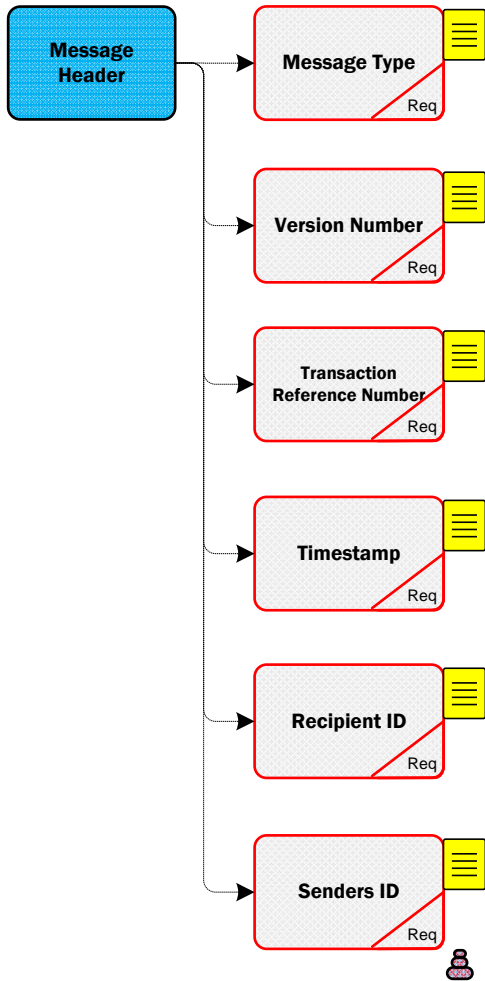 Message
Header
Message Type
Req
Version Number
Req
Transaction
Reference Number
Req
Timestamp
Req
Recipient ID
Req
Senders ID
Req